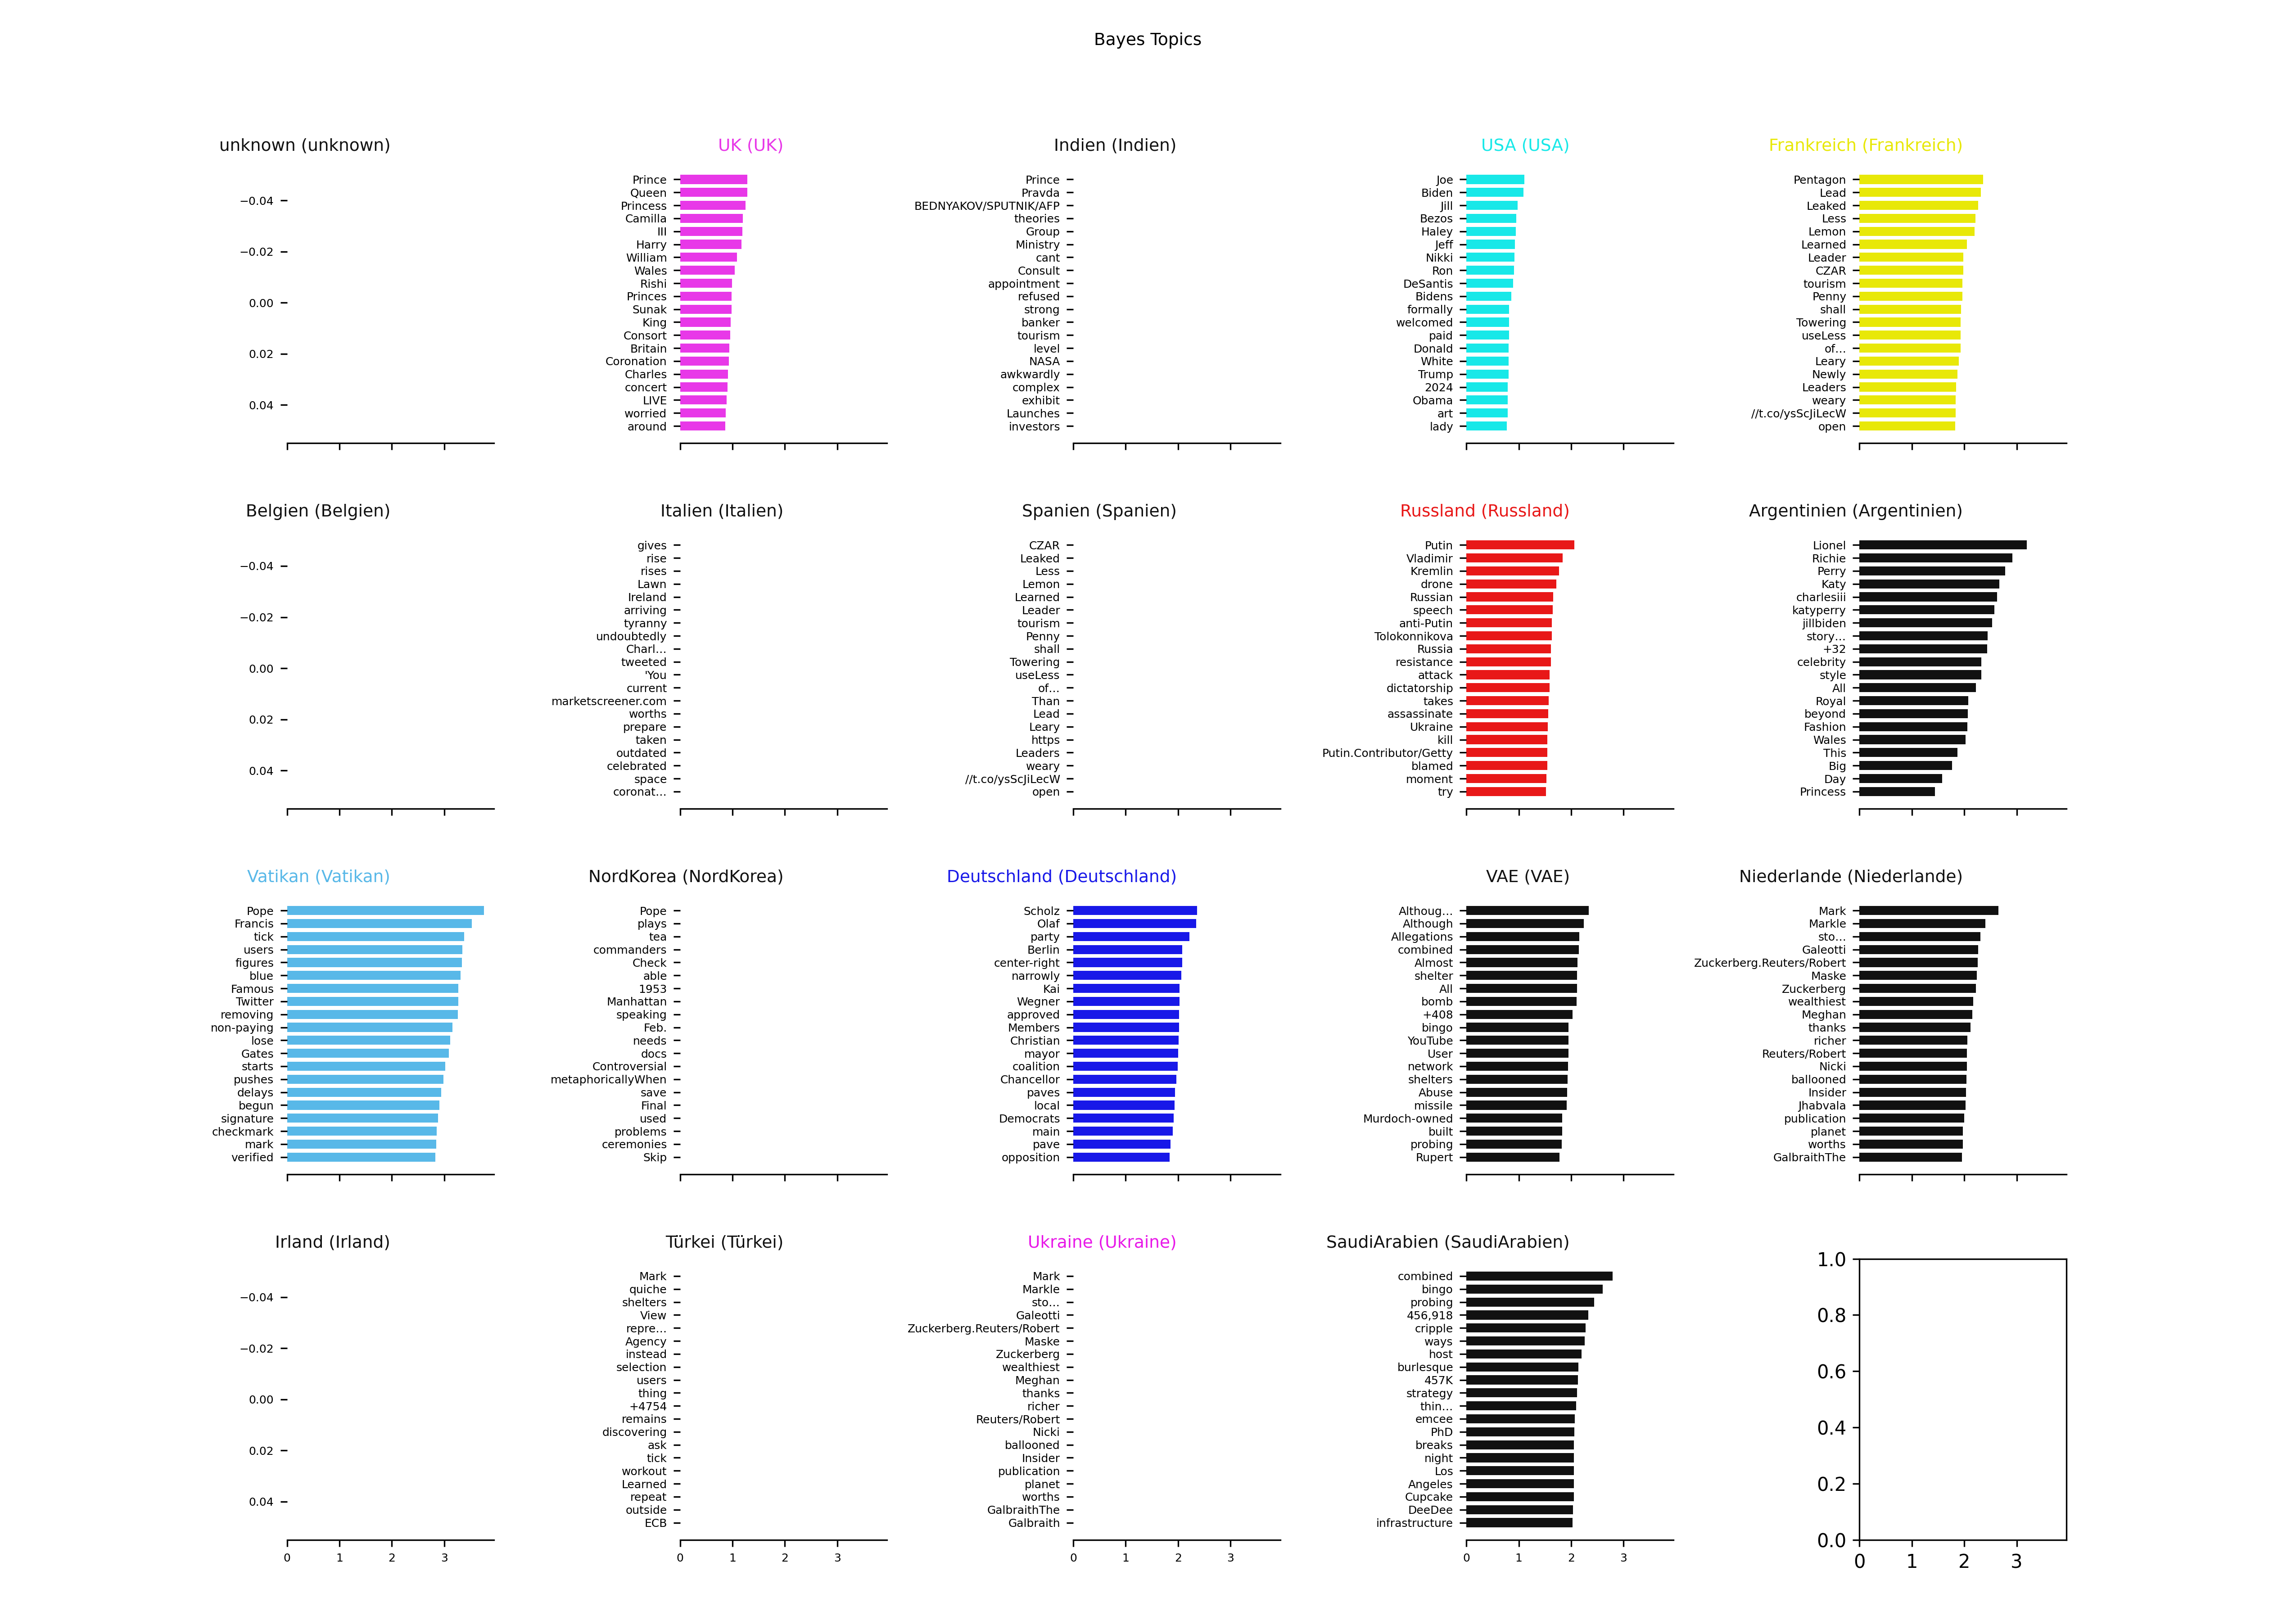 Bayes Topics
unknown (unknown)
−0.04
−0.02
0.00
0.02
0.04
UK (UK)
Prince
Queen
Princess
Camilla
III
Harry
William
Wales
Rishi
Princes
Sunak
King
Consort
Britain
Coronation
Charles
concert
LIVE
worried
around
Indien (Indien)
Prince
Pravda
BEDNYAKOV/SPUTNIK/AFP
theories
Group
Ministry
cant
Consult
appointment
refused
strong
banker
tourism
level
NASA
awkwardly
complex
exhibit
Launches
investors
USA (USA)
Joe
Biden
Jill
Bezos
Haley
Jeff
Nikki
Ron
DeSantis
Bidens
formally
welcomed
paid
Donald
White
Trump
2024
Obama
art
lady
Frankreich (Frankreich)
Pentagon
Lead
Leaked
Less
Lemon
Learned
Leader
CZAR
tourism
Penny
shall
Towering
useLess
of…
Leary
Newly
Leaders
weary
//t.co/ysScJiLecW
open
Belgien (Belgien)
−0.04
−0.02
0.00
0.02
0.04
Italien (Italien)
gives
rise
rises
Lawn
Ireland
arriving
tyranny
undoubtedly
Charl…
tweeted
'You
current
marketscreener.com
worths
prepare
taken
outdated
celebrated
space
coronat…
Spanien (Spanien)
CZAR
Leaked
Less
Lemon
Learned
Leader
tourism
Penny
shall
Towering
useLess
of…
Than
Lead
Leary
https
Leaders
weary
//t.co/ysScJiLecW
open
Russland (Russland)
Putin
Vladimir
Kremlin
drone
Russian
speech
anti-Putin
Tolokonnikova
Russia
resistance
attack
dictatorship
takes
assassinate
Ukraine
kill
Putin.Contributor/Getty
blamed
moment
try
Argentinien (Argentinien)
Lionel
Richie
Perry
Katy
charlesiii
katyperry
jillbiden
story…
+32
celebrity
style
All
Royal
beyond
Fashion
Wales
This
Big
Day
Princess
Vatikan (Vatikan)
Pope
Francis
tick
users
figures
blue
Famous
Twitter
removing
non-paying
lose
Gates
starts
pushes
delays
begun
signature
checkmark
mark
verified
NordKorea (NordKorea)
Pope
plays
tea
commanders
Check
able
1953
Manhattan
speaking
Feb.
needs
docs
Controversial
metaphoricallyWhen
save
Final
used
problems
ceremonies
Skip
Deutschland (Deutschland)
Scholz
Olaf
party
Berlin
center-right
narrowly
Kai
Wegner
approved
Members
Christian
mayor
coalition
Chancellor
paves
local
Democrats
main
pave
opposition
VAE (VAE)
Althoug…
Although
Allegations
combined
Almost
shelter
All
bomb
+408
bingo
YouTube
User
network
shelters
Abuse
missile
Murdoch-owned
built
probing
Rupert
Niederlande (Niederlande)
Mark
Markle
sto…
Galeotti
Zuckerberg.Reuters/Robert
Maske
Zuckerberg
wealthiest
Meghan
thanks
richer
Reuters/Robert
Nicki
ballooned
Insider
Jhabvala
publication
planet
worths
GalbraithThe
Irland (Irland)
−0.04
−0.02
0.00
0.02
0.04
0 1 2 3
Türkei (Türkei)
Mark
quiche
shelters
View
repre…
Agency
instead
selection
users
thing
+4754
remains
discovering
ask
tick
workout
Learned
repeat
outside
ECB
0 1 2 3
Ukraine (Ukraine)
Mark
Markle
sto…
Galeotti
Zuckerberg.Reuters/Robert
Maske
Zuckerberg
wealthiest
Meghan
thanks
richer
Reuters/Robert
Nicki
ballooned
Insider
publication
planet
worths
GalbraithThe
Galbraith
0 1 2 3
SaudiArabien (SaudiArabien)
combined
bingo
probing
456,918
cripple
ways
host
burlesque
457K
strategy
thin…
emcee
PhD
breaks
night
Los
Angeles
Cupcake
DeeDee
infrastructure
0 1 2 3
1.0
0.8
0.6
0.4
0.2
0.0
0 1 2 3